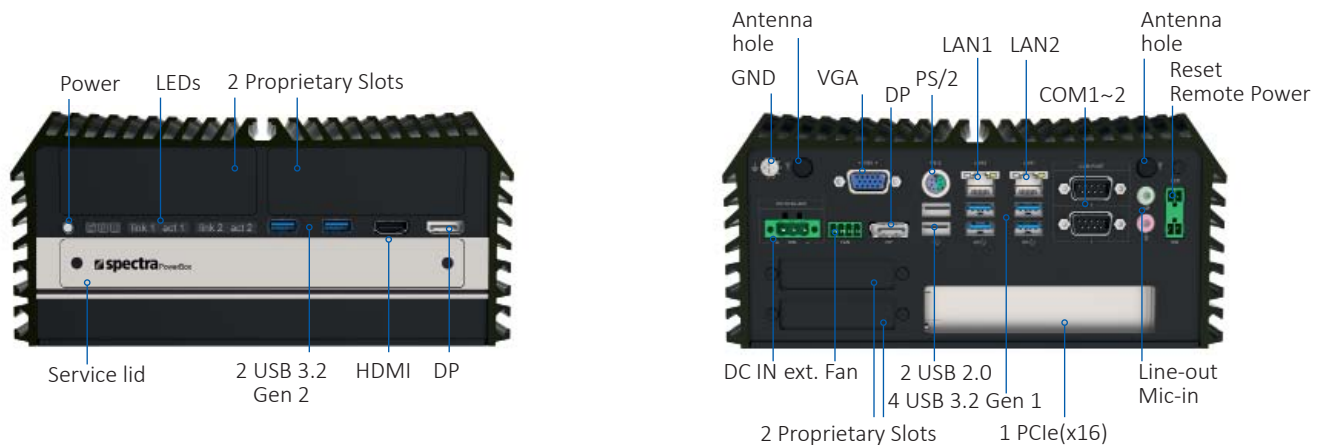 Power
LEDs
2 Proprietary Slots
link 1 act 1
link 2 act 2
spectra PowerBox
Service lid
2 USB 3.2
Gen 2
HDMI
DP
Antenna
hole
GND
VGA
DP
PS/2
LAN1
LAN2
COM1~2
Antenna
hole
Reset
Remote Power
DC IN
ext. Fan
2 USB 2.0
4 USB 3.2 Gen 1
2 Proprietary Slots
1 PCIe(x16)
Line-out
Mic-in